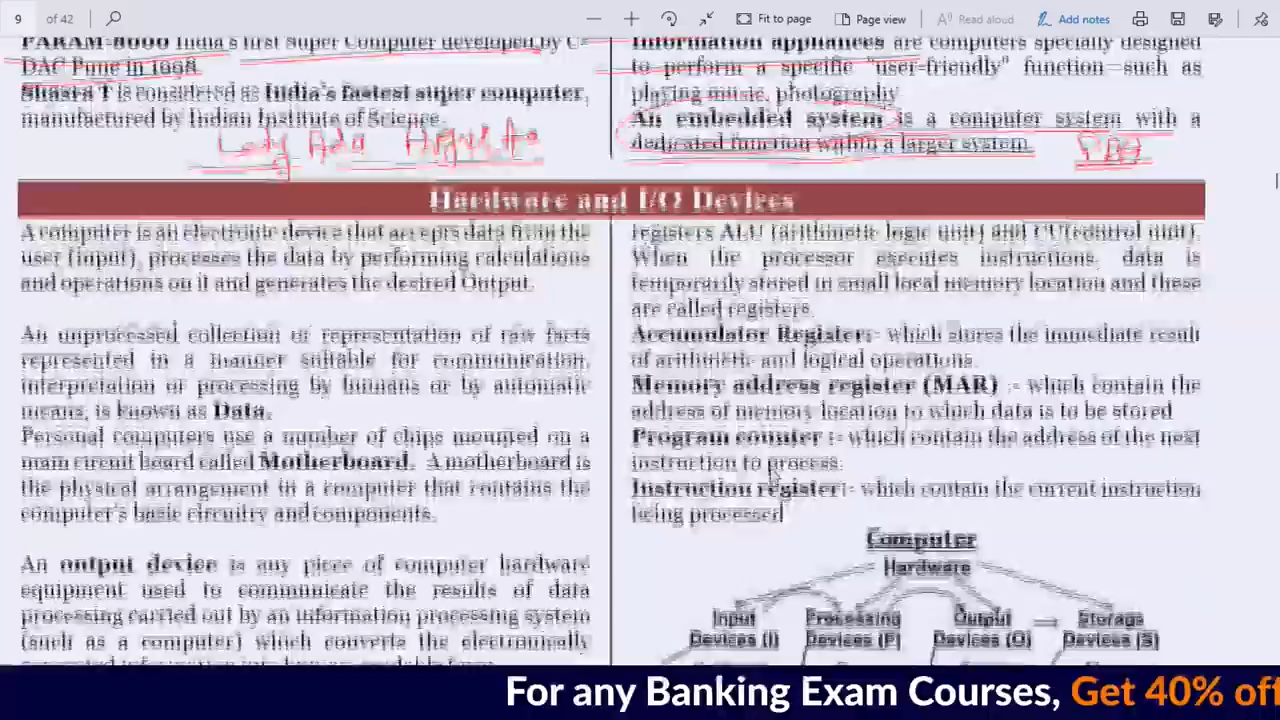 9 of 42
Fit to page
Page view
Read aloud
Add notes
PARAM-8000 India's first Super Computer developed by C-
DAC Pune in 1998
Shasra T is considered as India's fastest super computer,
manufactured by Indian Institute of Science.
Lady Ada
Information appliances are computers specially designed
to perform a specific "user-friendly" function—such as
playing music, photography
An embedded system is a computer system with a
dedicated function within a larger system.
Hardware and I/O Devices
A computer is an electronic device that accepts data from the
user (input), processes the data by performing calculations
and operations on it and generates the desired Output.
An unprocessed collection or representation of raw facts
represented in a manner suitable for communication,
interpretation or processing by humans or by automatic
means, is known as Data.
Personal computers use a number of chips mounted on a
main circuit board called Motherboard. A motherboard is
the physical arrangement in a computer that contains the
computer's basic circuitry and components.
An output device is any piece of computer hardware
equipment used to communicate the results of data
processing carried out by an information processing system
(such as a computer) which converts the electronically
registers ALU (arithmetic logic unit) and CU(control unit).
When the processor executes instructions, data is
temporarily stored in small local memory location and these
are called registers.
Accumulator Register:- which stores the immediate result
of arithmetic and logical operations.
Memory address register (MAR) :- which contain the
address of memory location to which data is to be stored
Program counter :- which contain the address of the next
instruction to process.
Instruction register:- which contain the current instruction
being processed
Computer
Hardware
Input Devices (I)
Processing Devices (P)
Output Devices (O)
Storage Devices (S)
For any Banking Exam Courses, Get 40% off